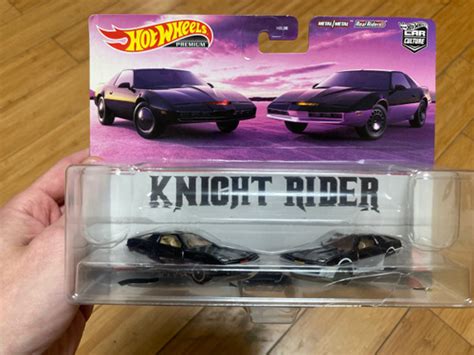 HOT WHEELS
PREMIUM
METAL/METAL
Real Riders
CAR
CULTURE
KNIGHT RIDER